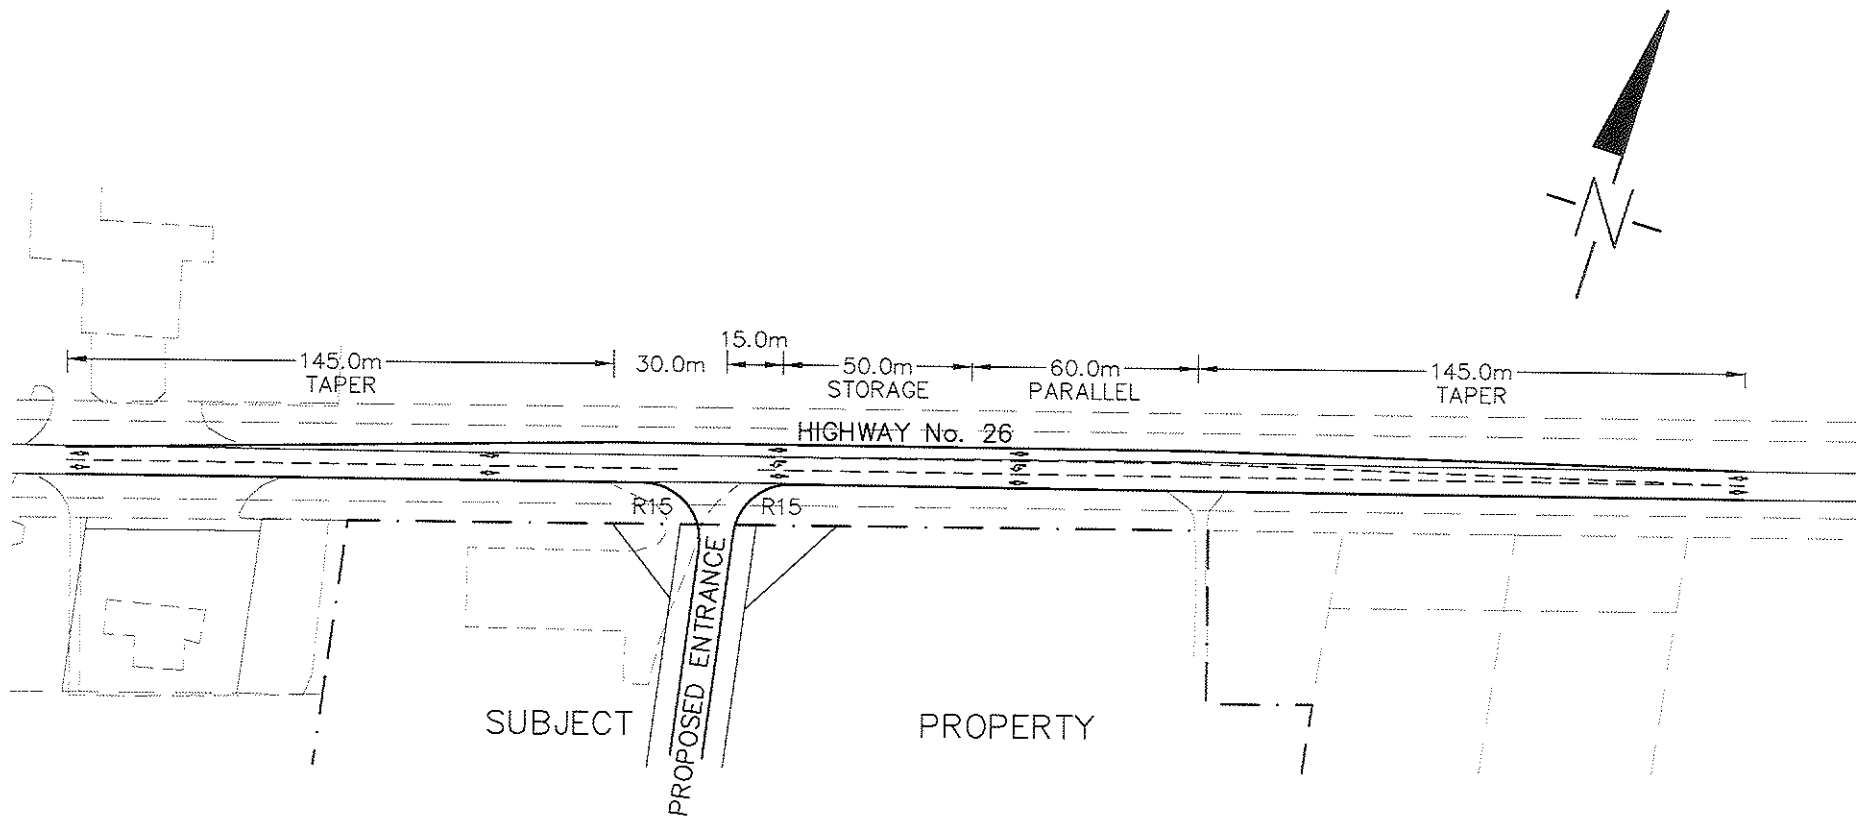 N
15.0m
145.0m
TAPER
30.0m
50.0m
STORAGE
60.0m
PARALLEL
145.0m
TAPER
HIGHWAY No. 26
R15
R15
PROPOSED ENTRANCE
SUBJECT PROPERTY